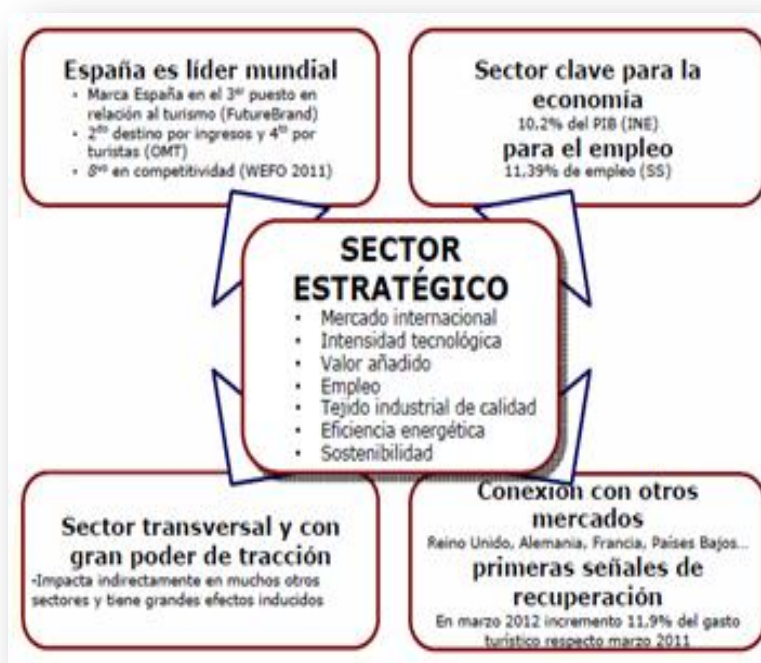 España es líder mundial
· Marca España en el 3er puesto en
relación al turismo (FutureBrand)
· 2do destino por ingresos y 4to por
turistas (OMT)
· 8vo en competitividad (WEFO 2011)
Sector clave para la
economía
10,2% del PIB (INE)
para el empleo
11,39% de empleo (SS)
SECTOR
ESTRATÉGICO
· Mercado internacional
· Intensidad tecnológica
· Valor añadido
· Empleo
· Tejido industrial de calidad
· Eficiencia energética
· Sostenibilidad
Sector transversal y con
gran poder de tracción
-Impacta indirectamente en muchos otros
sectores y tiene grandes efectos inducidos
Conexión con otros
mercados
Reino Unido, Alemania, Francia, Países Bajos...
primeras señales de
recuperación
En marzo 2012 incremento 11,9% del gasto
turístico respecto marzo 2011